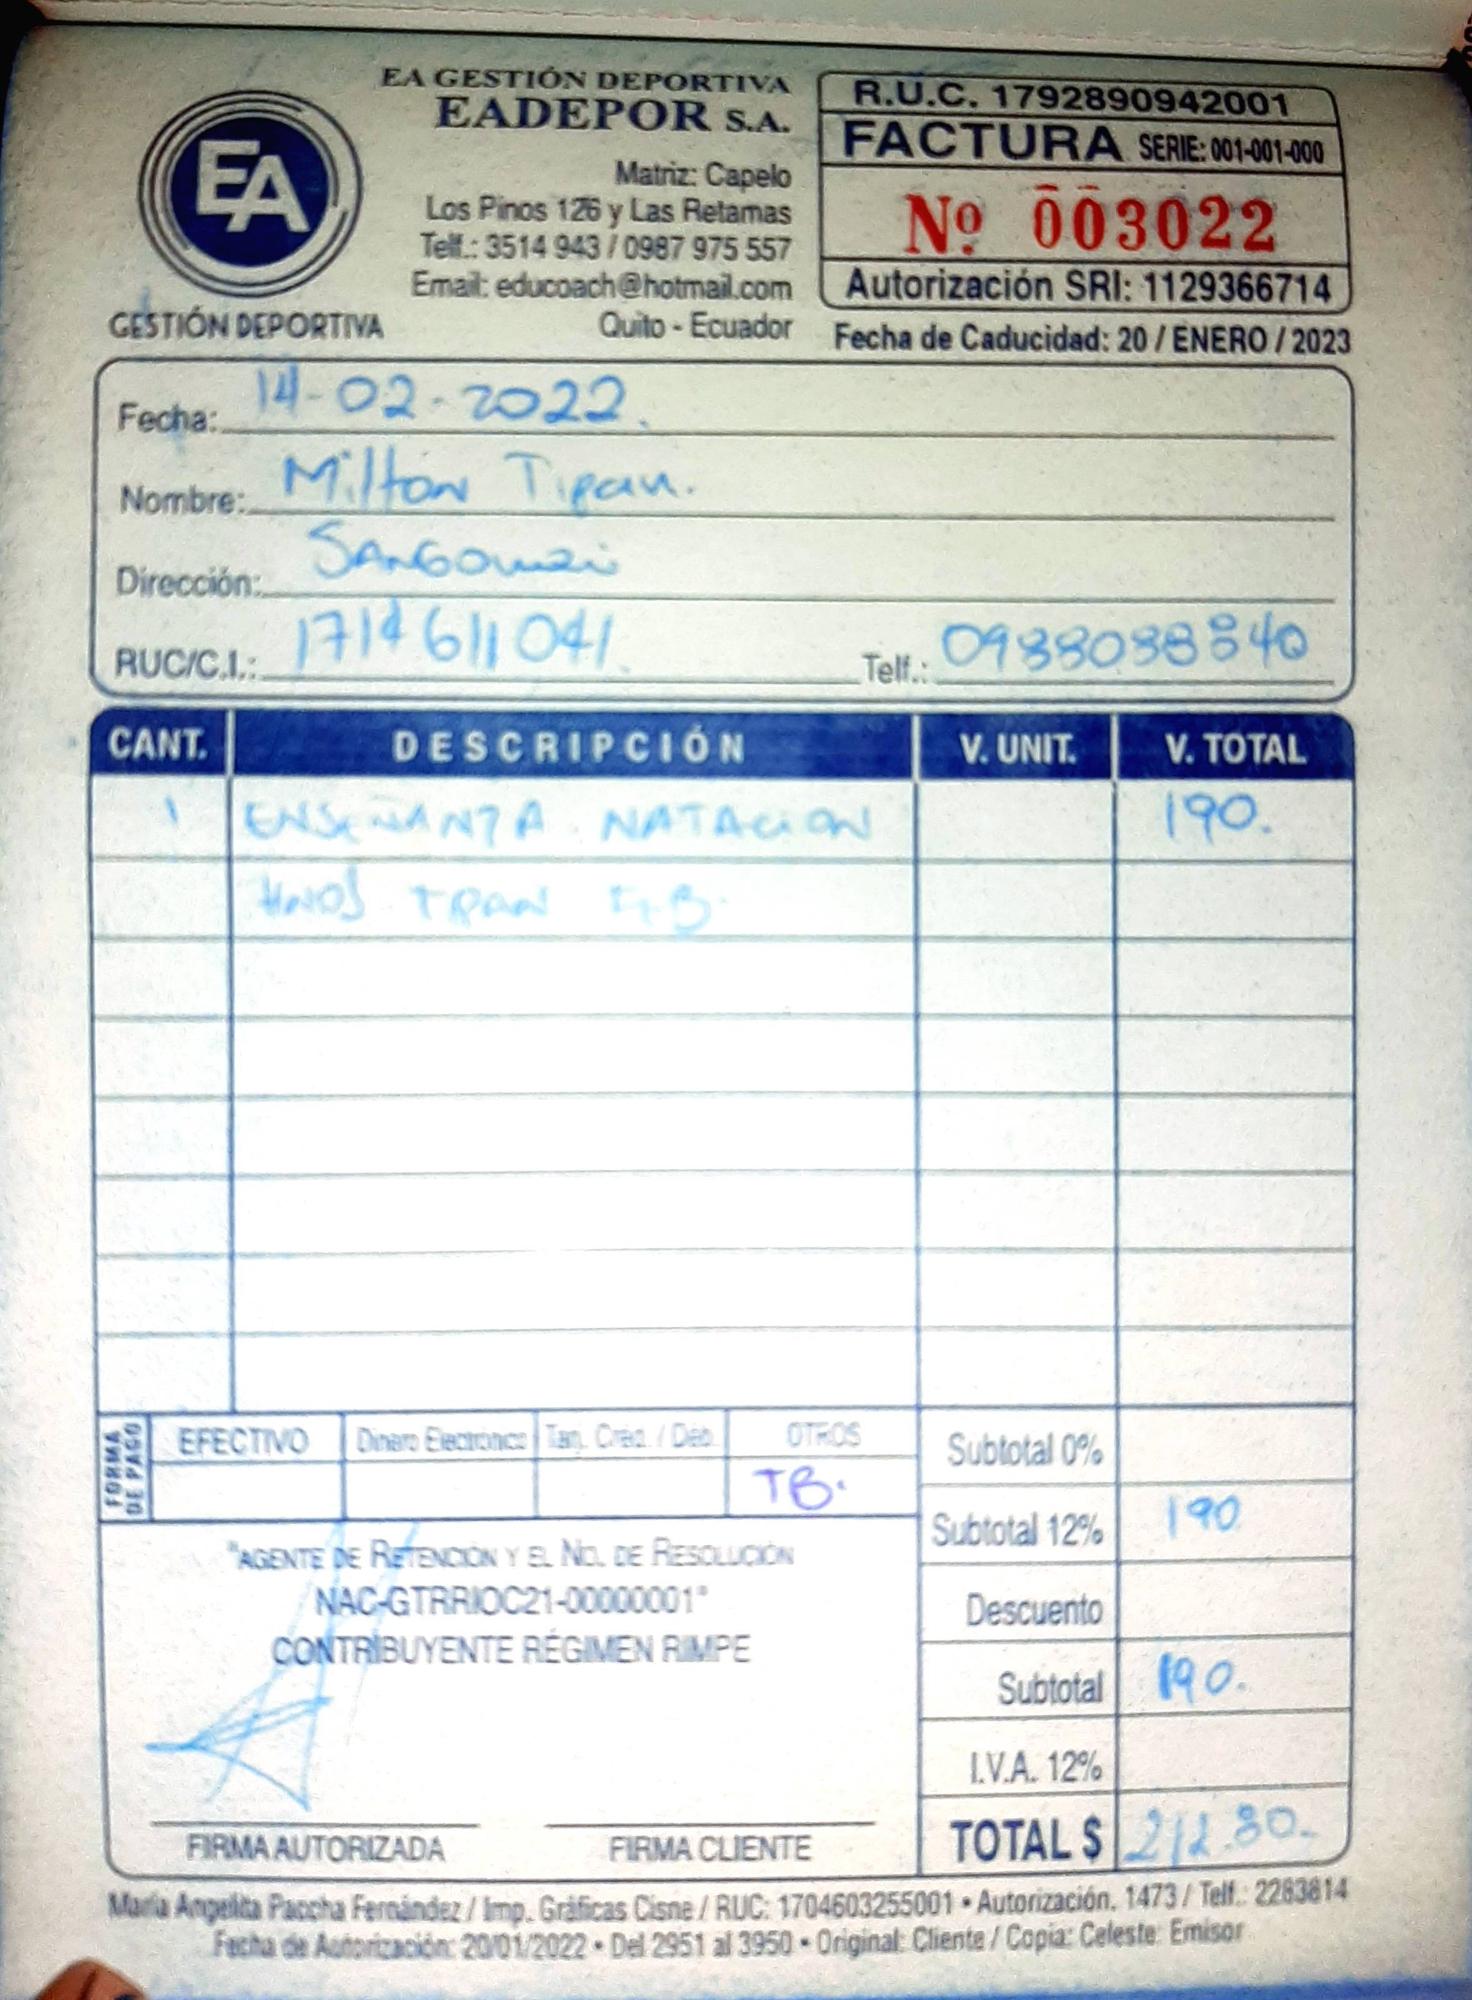 EA GESTIÓN DEPORTIVA
EADEPOR S.A.
EA
GESTIÓN DEPORTIVA
Matriz: Capelo
Los Pinos 126 y Las Retamas
Telf.: 3514 943 / 0987 975 557
Email: educoach@hotmail.com
Quito - Ecuador
R.U.C. 1792890942001
FACTURA SERIE: 001-001-000
Nº 003022
Autorización SRI: 1129366714
Fecha de Caducidad: 20 / ENERO / 2023
Fecha: 14-02-2022.
Nombre: Milton Tipan.
Dirección:
RUC/C.I.: 1714611041. Telf.:
CANT. DESCRIPCIÓN V. UNIT. V. TOTAL
1 ENSEÑANZA NATACION 190.
HNOS
FORMA DE PAGO
EFECTIVO Dinero Electrónico Tarj. Créd. / Déb. OTROS
TB.
Subtotal 0%
Subtotal 12% 190
Descuento
Subtotal 190.
I.V.A. 12%
TOTAL $ 212.80.
"AGENTE DE RETENCIÓN Y EL NO. DE RESOLUCIÓN
NAC-GTRRIOC21-00000001"
CONTRIBUYENTE RÉGIMEN RIMPE
FIRMA AUTORIZADA FIRMA CLIENTE
María Angelita Paccha Fernández / Imp. Gráficas Cisne / RUC: 1704603255001 • Autorización. 1473 / Telf.: 2283814
Fecha de Autorización: 20/01/2022 • Del 2951 al 3950 • Original: Cliente / Copia: Celeste: Emisor